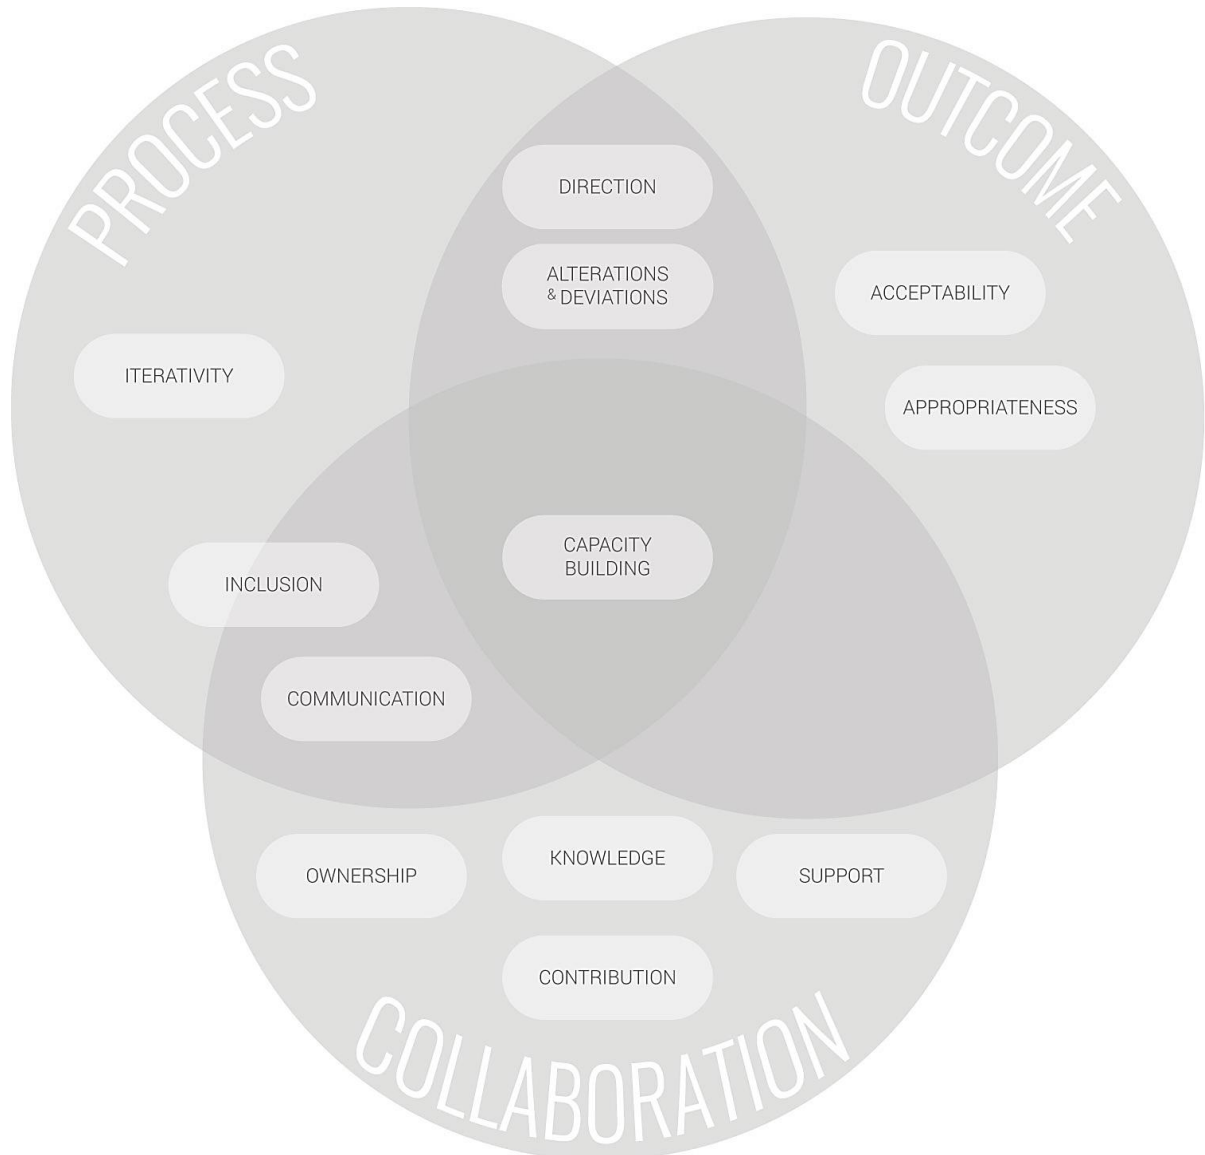 PROCESS
OUTCOME
DIRECTION
ALTERATIONS
& DEVIATIONS
ACCEPTABILITY
ITERATIVITY
APPROPRIATENESS
CAPACITY
BUILDING
INCLUSION
COMMUNICATION
OWNERSHIP
KNOWLEDGE
SUPPORT
CONTRIBUTION
COLLABORATION